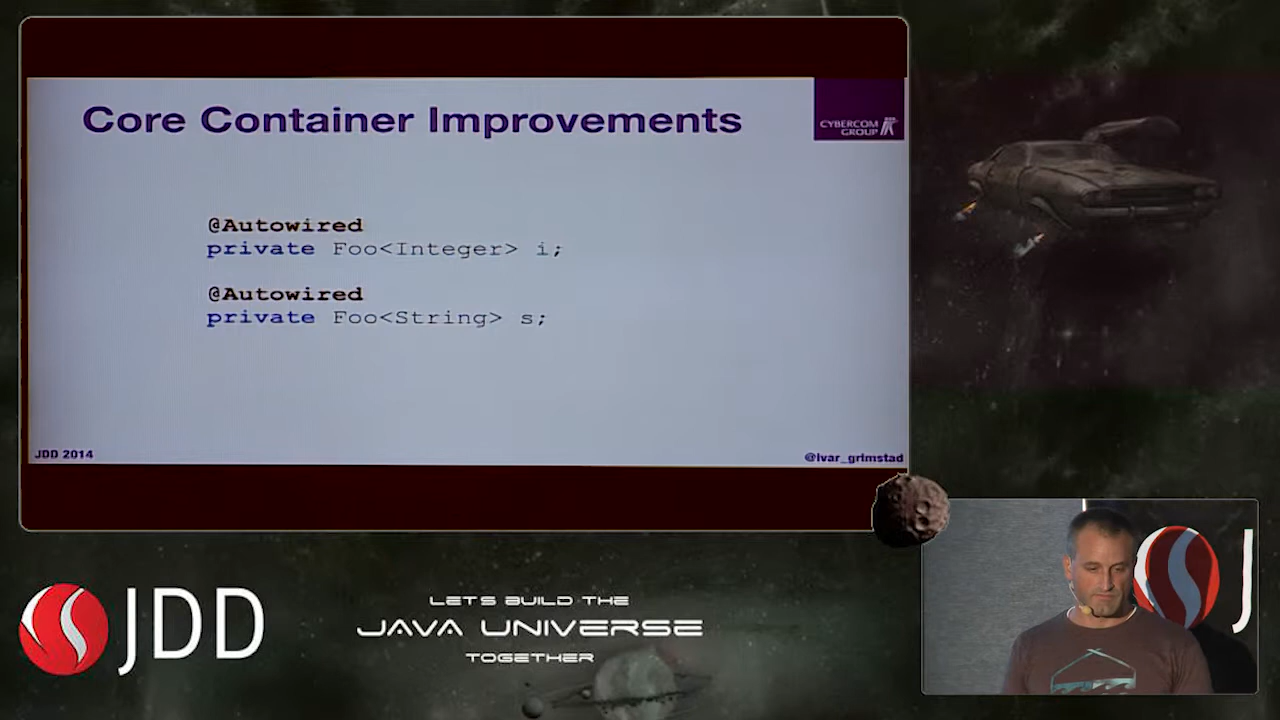 Core Container Improvements
CYBERCOM
GROUP
@Autowired
private Foo<Integer> i;
@Autowired
private Foo<String> s;
JDD 2014
@ivar_grimstad
JDD
LETS BUILD THE
JAVA UNIVERSE
TOGETHER
J